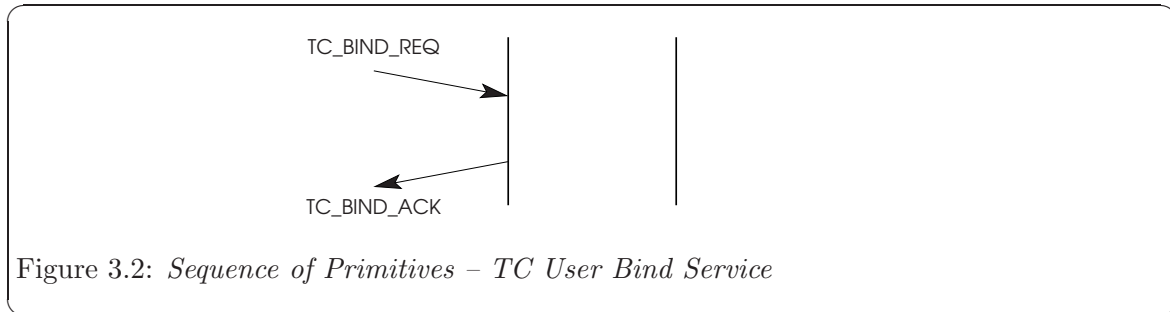 TC_BIND_REQ
TC_BIND_ACK
Figure 3.2: Sequence of Primitives – TC User Bind Service